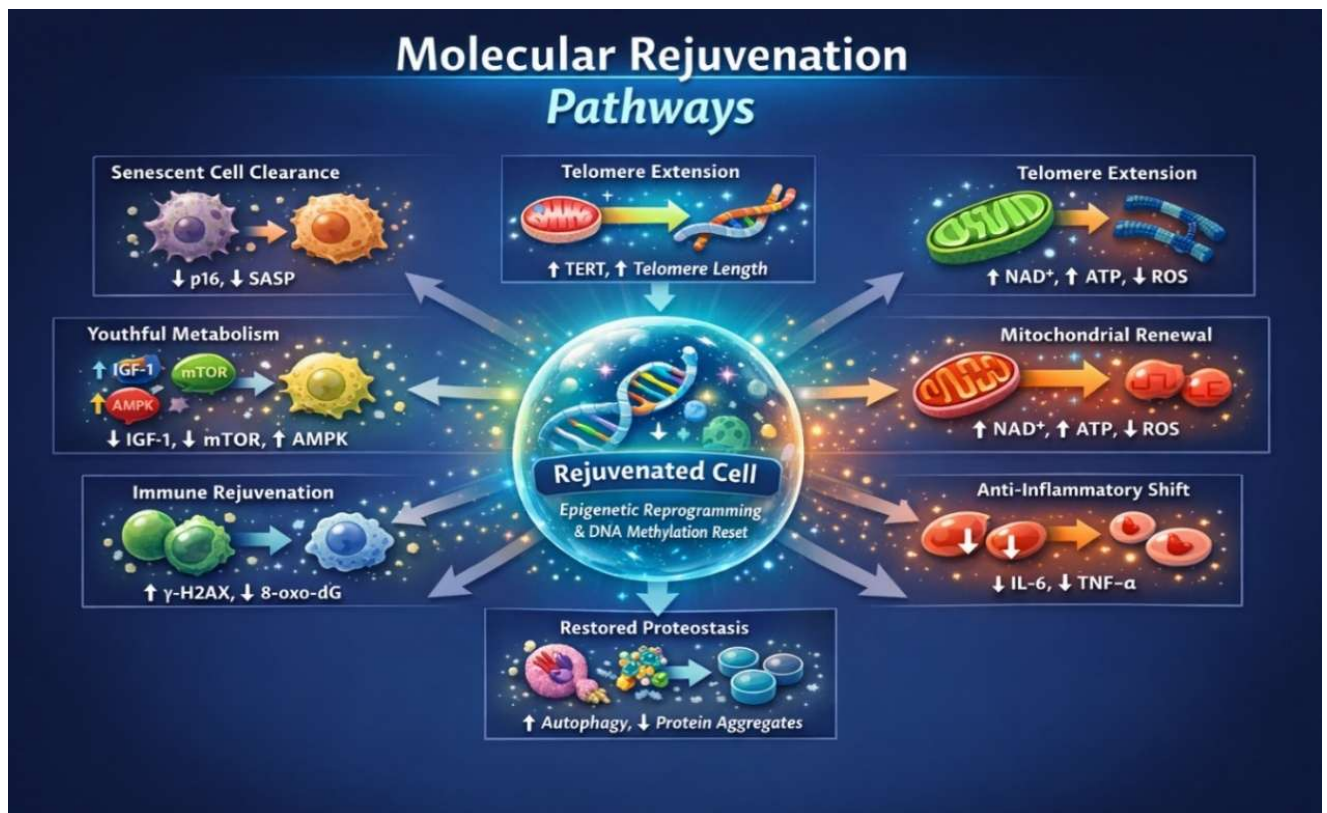 Molecular Rejuvenation
Pathways
Senescent Cell Clearance
↓ p16, ↓ SASP
Telomere Extension
↑ TERT, ↑ Telomere Length
Telomere Extension
↑ NAD⁺, ↑ ATP, ↓ ROS
Youthful Metabolism
↑ IGF-1
mTOR
↑ AMPK
↓ IGF-1, ↓ mTOR, ↑ AMPK
Mitochondrial Renewal
↑ NAD⁺, ↑ ATP, ↓ ROS
Rejuvenated Cell
Epigenetic Reprogramming
& DNA Methylation Reset
Immune Rejuvenation
↑ γ-H2AX, ↓ 8-oxo-dG
Anti-Inflammatory Shift
↓ IL-6, ↓ TNF-α
Restored Proteostasis
↑ Autophagy, ↓ Protein Aggregates